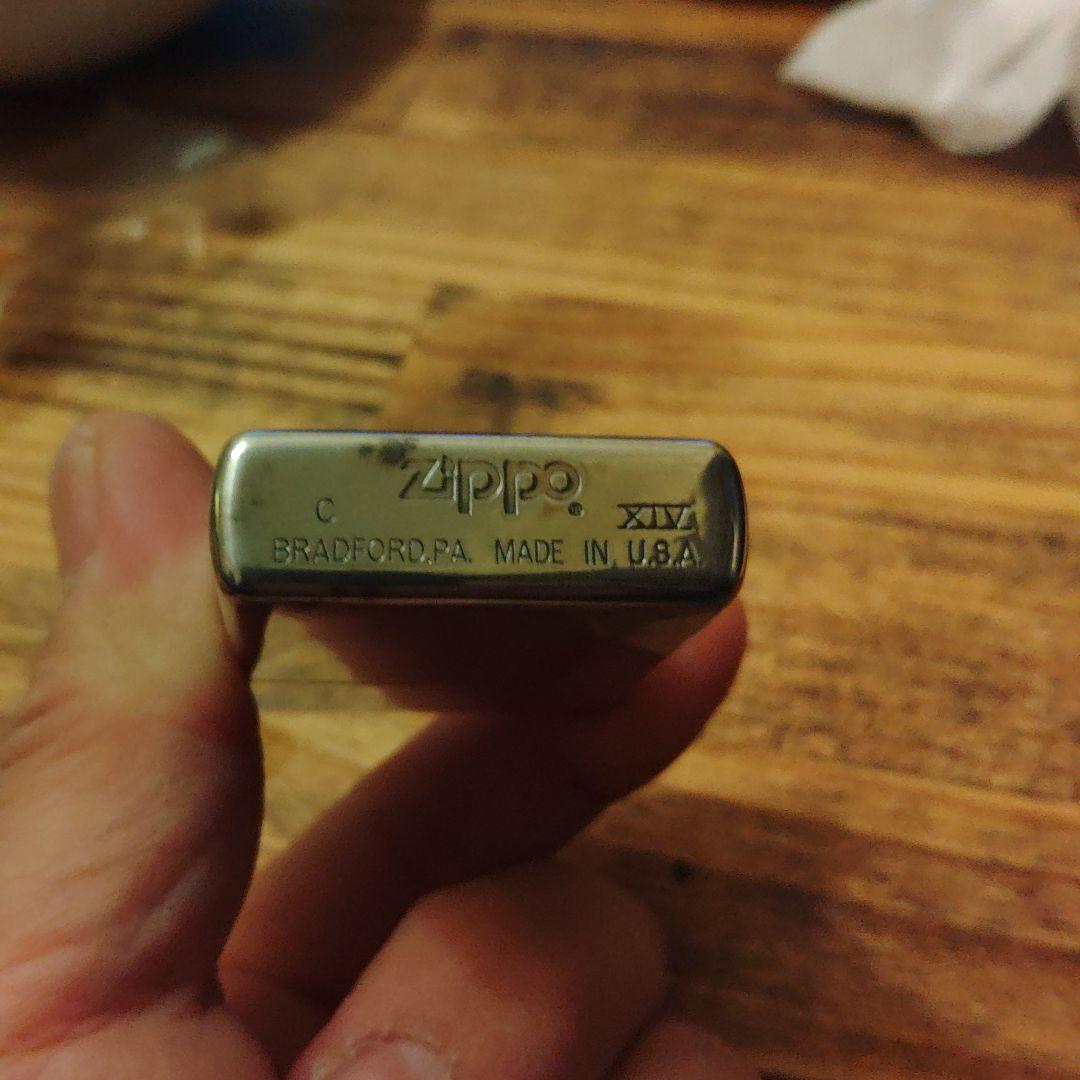 zippo®
C XIV
BRADFORD,PA. MADE IN U.S.A.